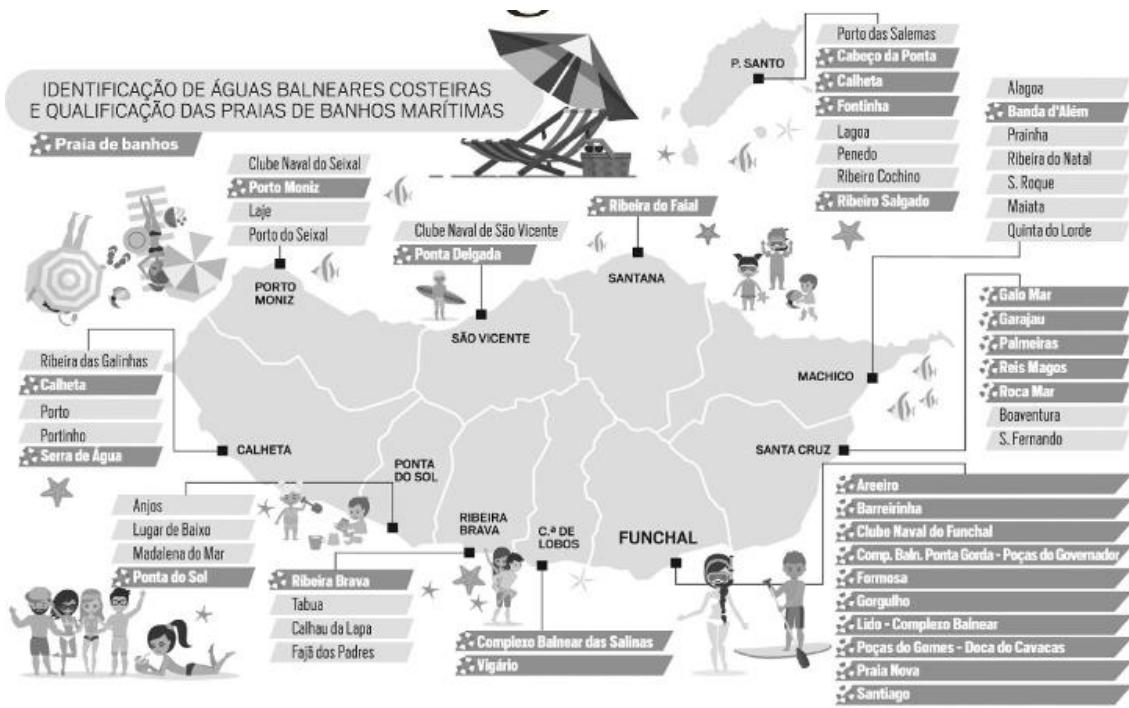 IDENTIFICAÇÃO DE ÁGUAS BALNEARES COSTEIRAS
E QUALIFICAÇÃO DAS PRAIAS DE BANHOS MARÍTIMAS
Praia de banhos
Clube Naval do Seixal
Porto Moniz
Laje
Porto do Seixal
PORTO
MONIZ
Clube Naval de São Vicente
Ponta Delgada
SÃO VICENTE
Ribeira do Faial
SANTANA
P. SANTO
Porto das Salemas
Cabeço da Ponta
Calheta
Fontinha
Lagoa
Penedo
Ribeiro Cochino
Ribeiro Salgado
Alagoa
Banda d'Além
Prainha
Ribeira do Natal
S. Roque
Maiata
Quinta do Lorde
MACHICO
Galo Mar
Garajau
Palmeiras
Reis Magos
Roca Mar
Boaventura
S. Fernando
SANTA CRUZ
Ribeira das Galinhas
Calheta
Porto
Portinho
Serra de Água
CALHETA
Anjos
Lugar de Baixo
Madalena do Mar
Ponta do Sol
PONTA
DO SOL
Ribeira Brava
Tabua
Calhau da Lapa
Fajã dos Padres
RIBEIRA
BRAVA
C.ª DE
LOBOS
Complexo Balnear das Salinas
Vigário
FUNCHAL
Areeiro
Barreirinha
Clube Naval do Funchal
Comp. Baln. Ponta Gorda - Poças do Governador
Formosa
Gorgulho
Lido - Complexo Balnear
Poças do Gomes - Doca do Cavacas
Praia Nova
Santiago